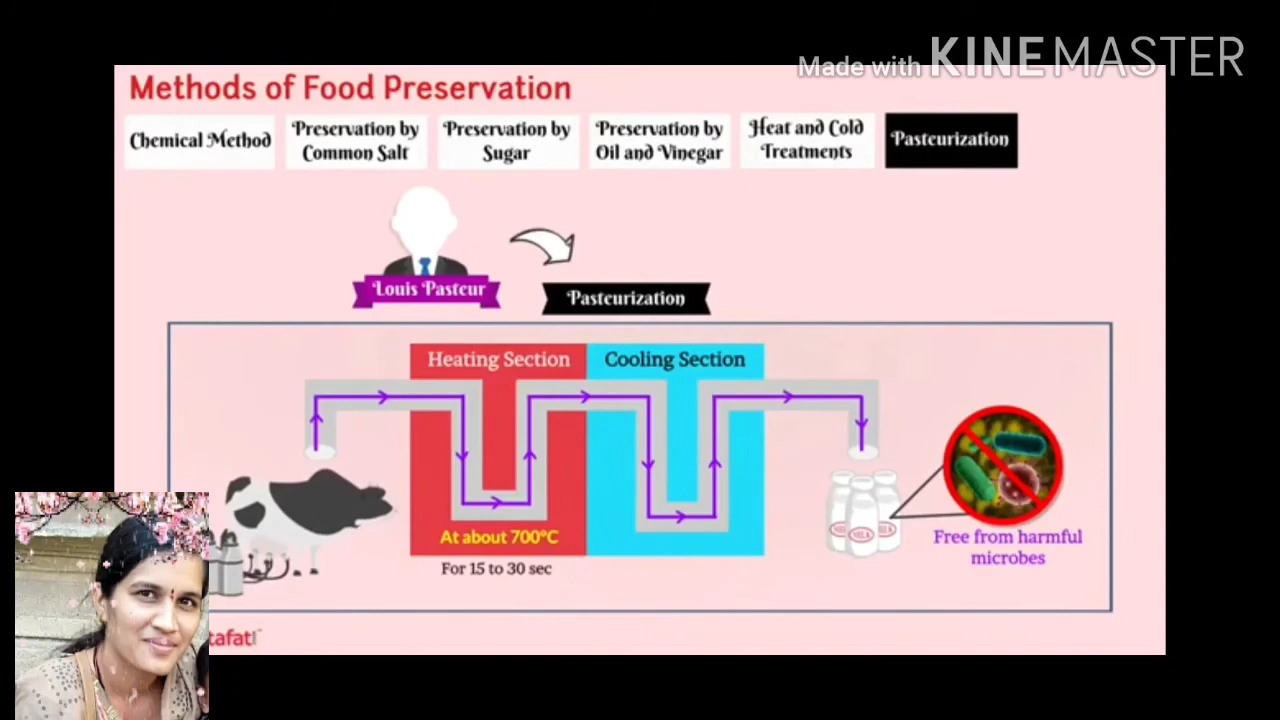 Made with KINEMASTER
Methods of Food Preservation
Chemical Method
Preservation by
Common Salt
Preservation by
Sugar
Preservation by
Oil and Vinegar
Heat and Cold
Treatments
Pasteurization
Louis Pasteur
Pasteurization
Heating Section
Cooling Section
At about 700°C
For 15 to 30 sec
MILK
Free from harmful
microbes